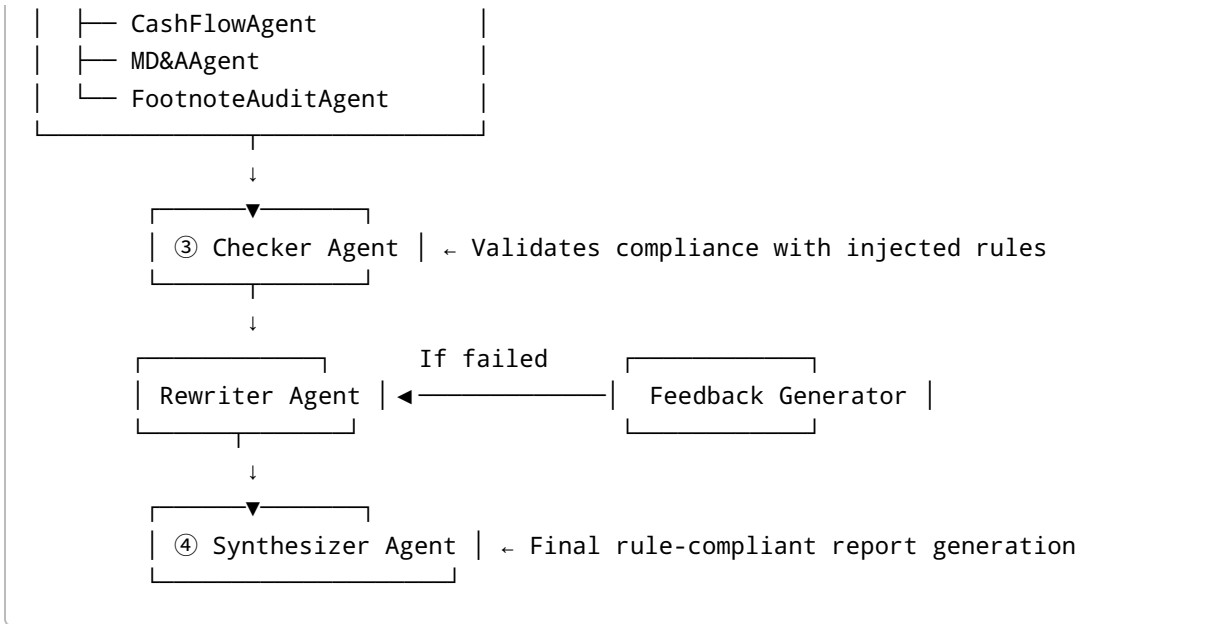 CashFlowAgent
MD&AAgent
FootnoteAuditAgent
↓
③ Checker Agent ← Validates compliance with injected rules
↓
If failed
Rewriter Agent Feedback Generator
↓
④ Synthesizer Agent ← Final rule-compliant report generation